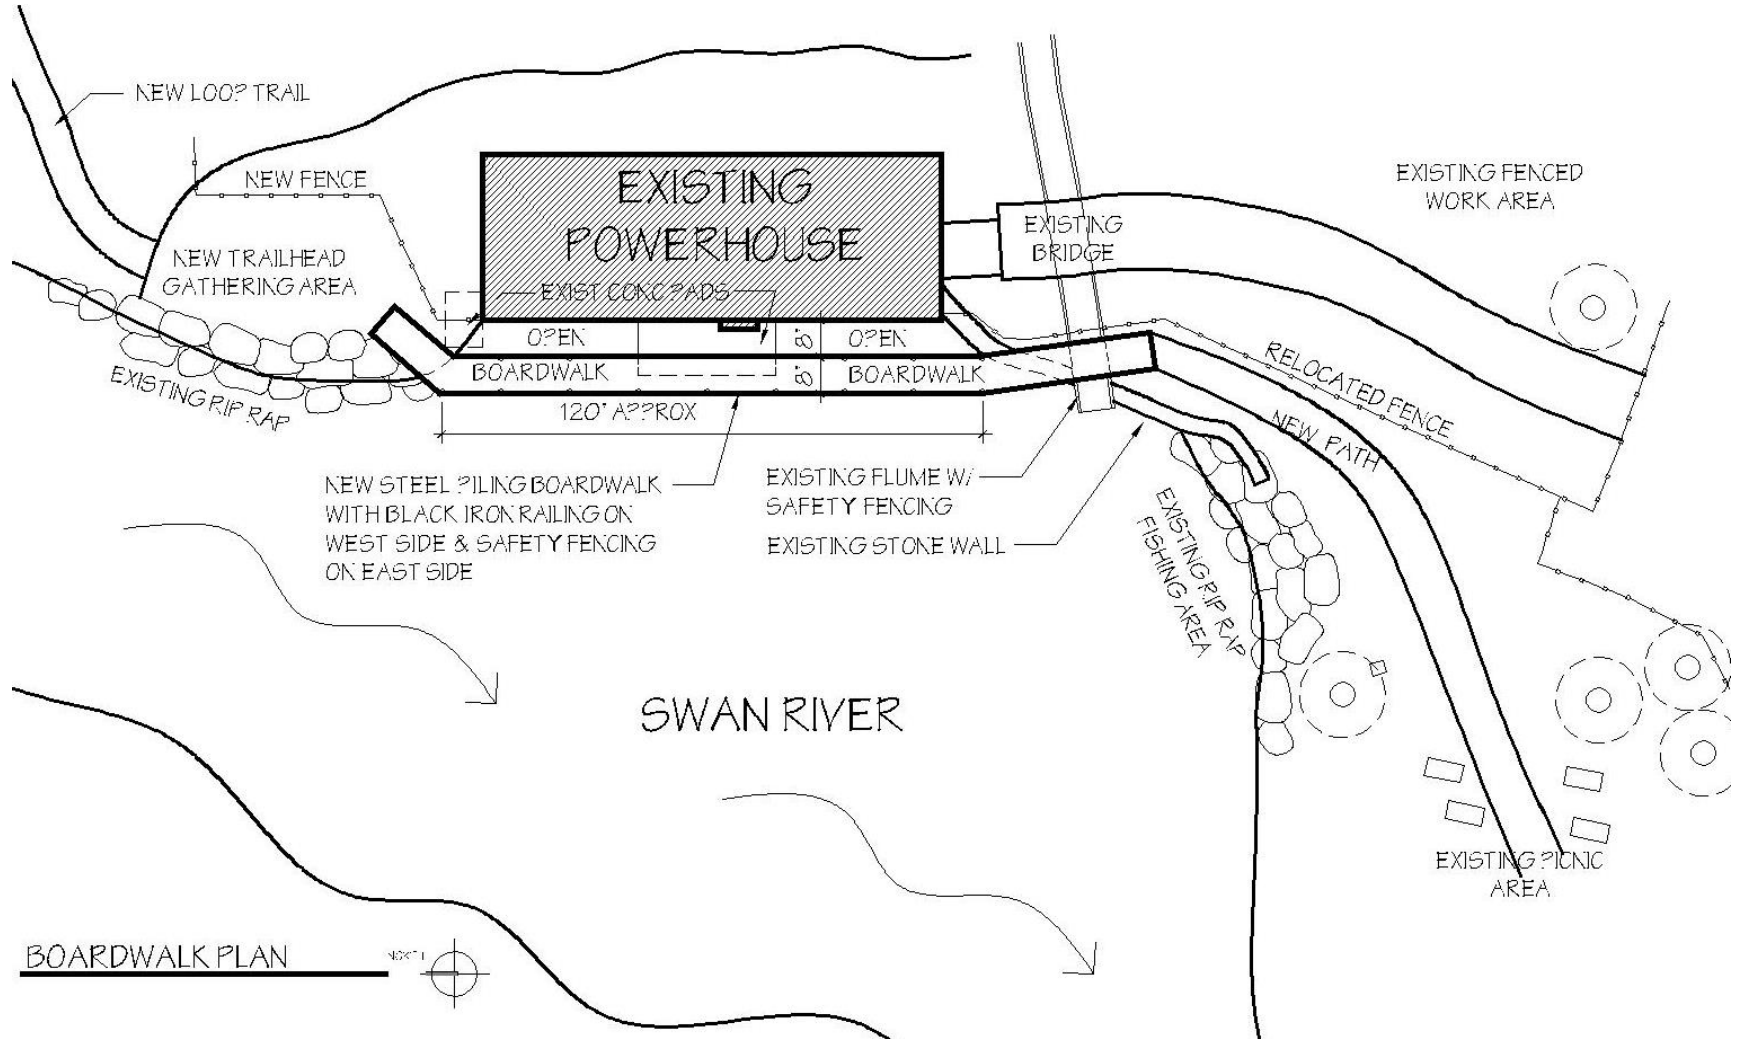 NEW LOOP TRAIL
NEW FENCE
EXISTING
POWERHOUSE
EXISTING FENCED
WORK AREA
EXISTING
BRIDGE
NEW TRAILHEAD
GATHERING AREA
EXIST CONC PADS
OPEN
8'
OPEN
BOARDWALK
8'
BOARDWALK
120' APPROX
EXISTING RIP RAP
RELOCATED FENCE
NEW PATH
NEW STEEL PILING BOARDWALK
WITH BLACK IRON RAILING ON
WEST SIDE & SAFETY FENCING
ON EAST SIDE
EXISTING FLUME W/
SAFETY FENCING
EXISTING STONE WALL
EXISTING RIP RAP
FISHING AREA
SWAN RIVER
EXISTING PICNIC
AREA
BOARDWALK PLAN
NORTH